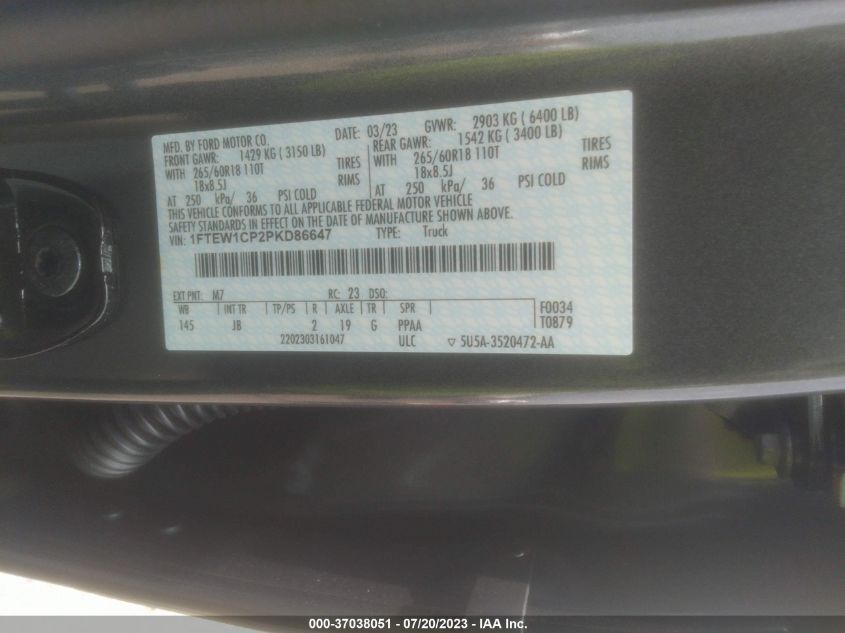 MFD. BY FORD MOTOR CO. DATE: 03/23 GVWR: 2903 KG ( 6400 LB)
FRONT GAWR: 1429 KG ( 3150 LB) REAR GAWR: 1542 KG ( 3400 LB)
WITH 265/60R18 110T TIRES WITH 265/60R18 110T TIRES
18x8.5J RIMS 18x8.5J RIMS
AT 250 kPa/ 36 PSI COLD AT 250 kPa/ 36 PSI COLD
THIS VEHICLE CONFORMS TO ALL APPLICABLE FEDERAL MOTOR VEHICLE
SAFETY STANDARDS IN EFFECT ON THE DATE OF MANUFACTURE SHOWN ABOVE.
VIN: 1FTEW1CP2PKD86647 TYPE: Truck
EXT PNT: M7 RC: 23 DSO:
WB INT TR TP/PS R AXLE TR SPR F0034
145 JB 2 19 G PPAA T0879
2202303161047 ULC ▽ 5U5A-3520472-AA
000-37038051 - 07/20/2023 - IAA Inc.